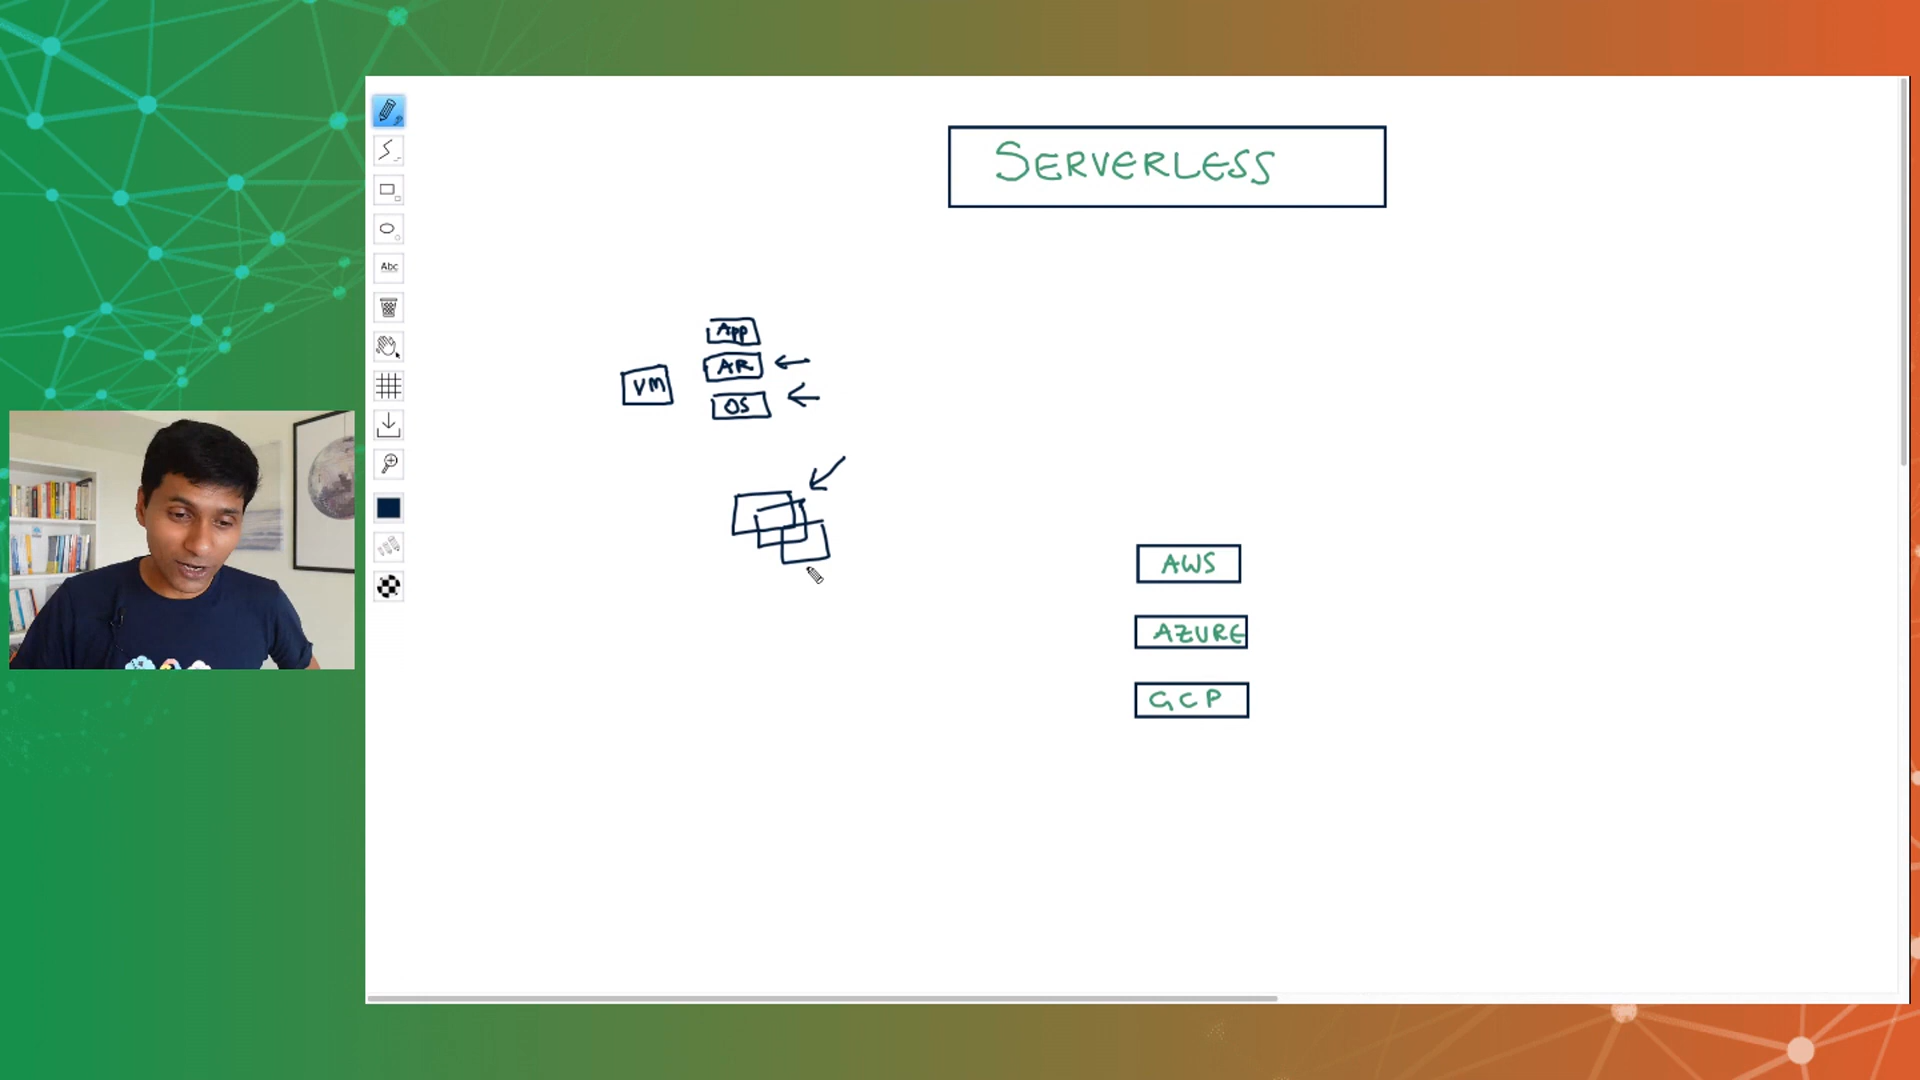 SERVERLESS
Abc
App
AR
VM
OS
AWS
AZURE
GCP